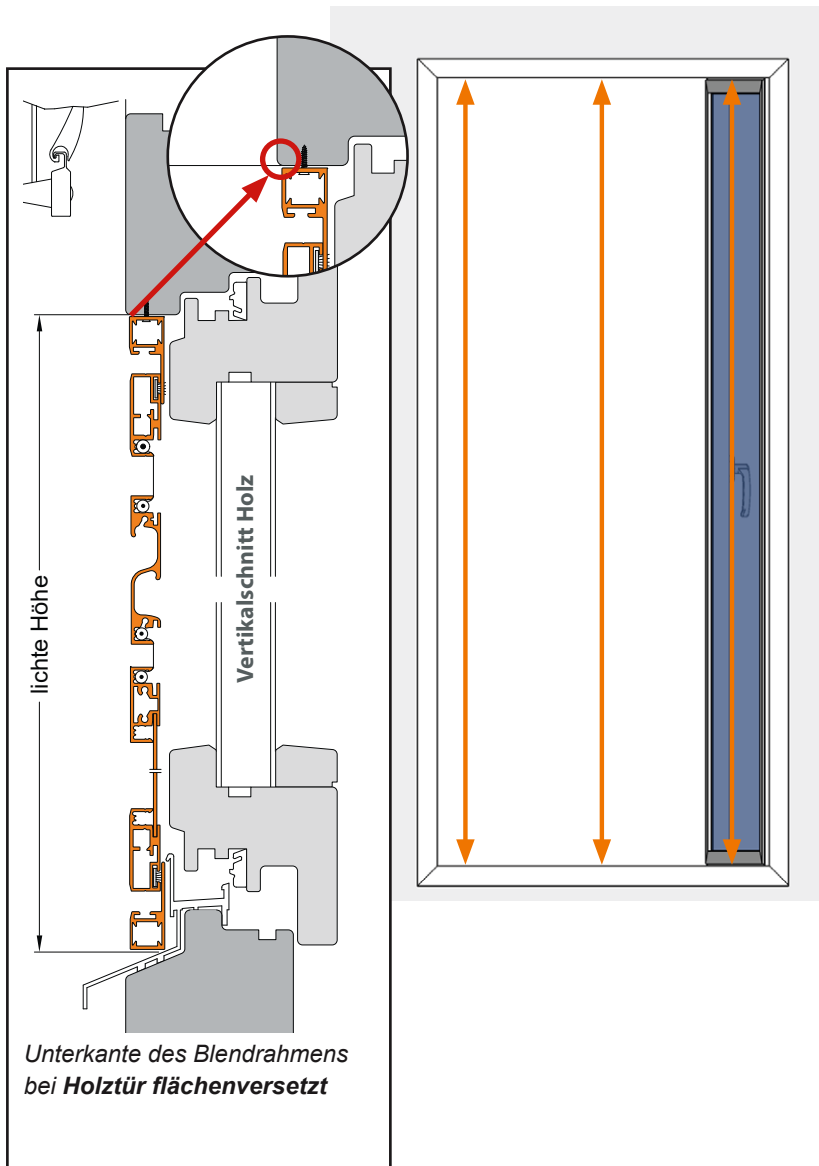 lichte Höhe
Vertikalschnitt Holz
Unterkante des Blendrahmens
bei Holztür flächenversetzt